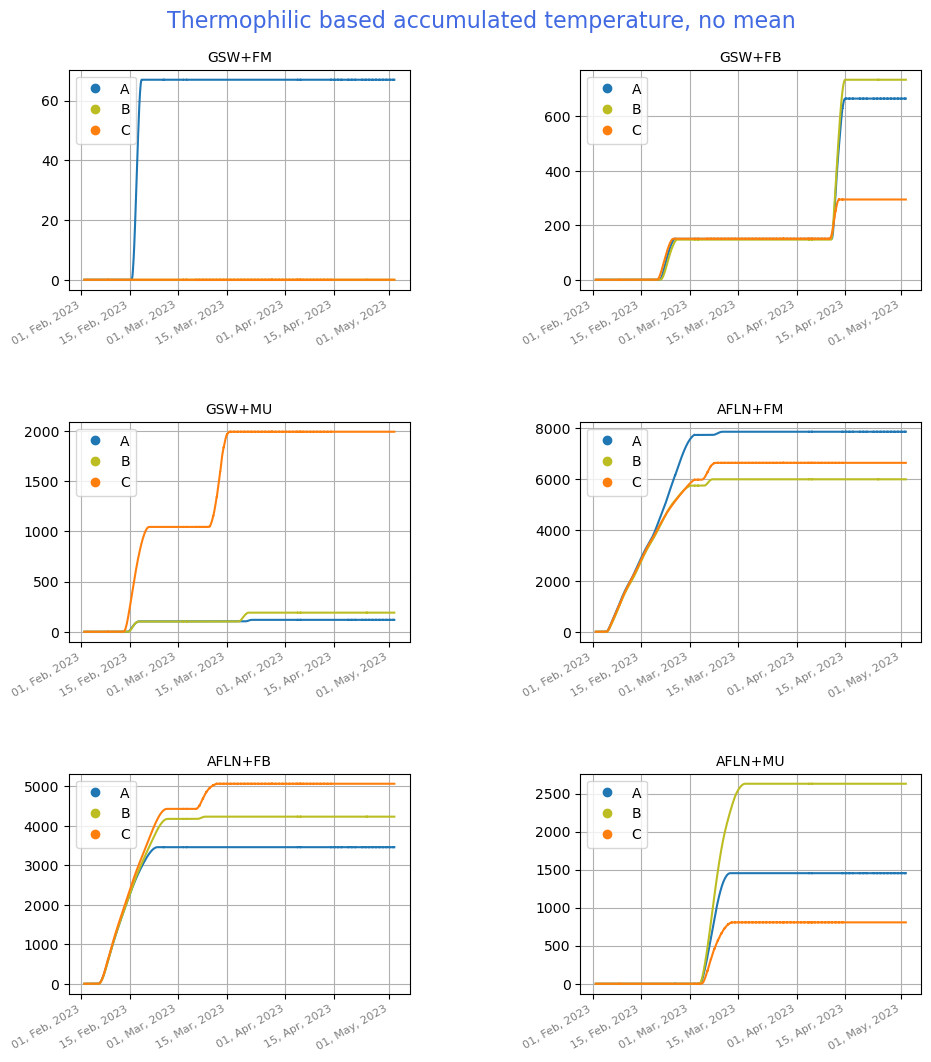 Thermophilic based accumulated temperature, no mean
GSW+FM
A
B
C
60
40
20
0
01, Feb, 2023
15, Feb, 2023
01, Mar, 2023
15, Mar, 2023
01, Apr, 2023
15, Apr, 2023
01, May, 2023
GSW+FB
A
B
C
600
400
200
0
01, Feb, 2023
15, Feb, 2023
01, Mar, 2023
15, Mar, 2023
01, Apr, 2023
15, Apr, 2023
01, May, 2023
GSW+MU
A
B
C
2000
1500
1000
500
0
01, Feb, 2023
15, Feb, 2023
01, Mar, 2023
15, Mar, 2023
01, Apr, 2023
15, Apr, 2023
01, May, 2023
AFLN+FM
A
B
C
8000
6000
4000
2000
0
01, Feb, 2023
15, Feb, 2023
01, Mar, 2023
15, Mar, 2023
01, Apr, 2023
15, Apr, 2023
01, May, 2023
AFLN+FB
A
B
C
5000
4000
3000
2000
1000
0
01, Feb, 2023
15, Feb, 2023
01, Mar, 2023
15, Mar, 2023
01, Apr, 2023
15, Apr, 2023
01, May, 2023
AFLN+MU
A
B
C
2500
2000
1500
1000
500
0
01, Feb, 2023
15, Feb, 2023
01, Mar, 2023
15, Mar, 2023
01, Apr, 2023
15, Apr, 2023
01, May, 2023